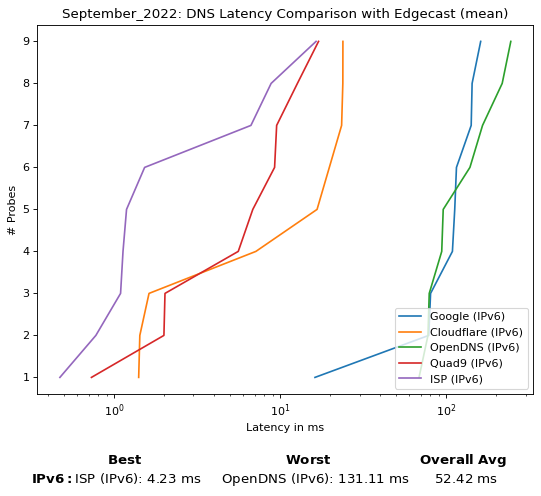 September_2022: DNS Latency Comparison with Edgecast (mean)
9
8
7
6
5
4
3
2
1
# Probes
10⁰ 10¹ 10²
Latency in ms
Google (IPv6)
Cloudflare (IPv6)
OpenDNS (IPv6)
Quad9 (IPv6)
ISP (IPv6)
Best Worst Overall Avg
IPv6: ISP (IPv6): 4.23 ms OpenDNS (IPv6): 131.11 ms 52.42 ms